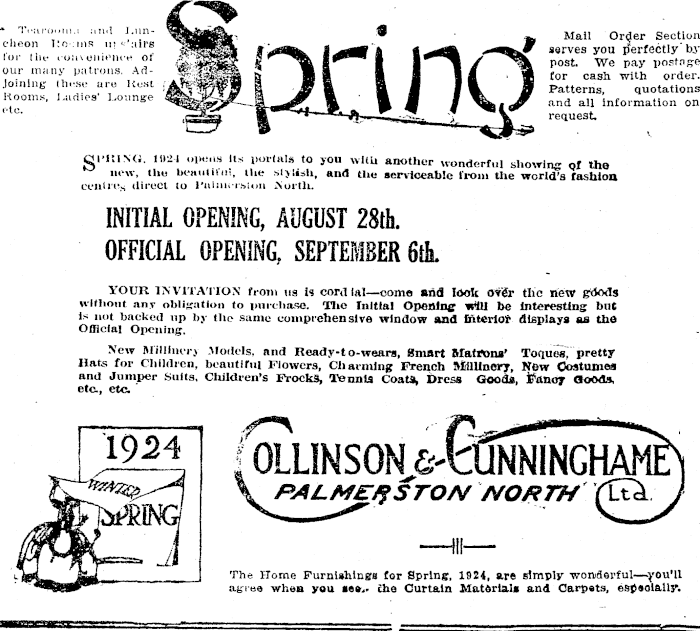 Tearooms and Lun-
cheon Rooms upstairs
for the convenience of
our many patrons. Ad-
joining these are Rest
Rooms, Ladies' Lounge
etc.
Spring
Mail Order Section
serves you perfectly by
post. We pay postage
for cash with order.
Patterns, quotations
and all information on
request.
SPRING, 1924 opens its portals to you with another wonderful showing of the
new, the beautiful, the stylish, and the serviceable from the world's fashion
centres direct to Palmerston North.
INITIAL OPENING, AUGUST 28th.
OFFICIAL OPENING, SEPTEMBER 6th.
YOUR INVITATION from us is cordial—come and look over the new goods
without any obligation to purchase. The Initial Opening will be interesting but
is not backed up by the same comprehensive window and interior displays as the
Official Opening.
New Millinery Models, and Ready-to-wears, Smart Matrons' Toques, pretty
Hats for Children, beautiful Flowers, Charming French Millinery, New Costumes
and Jumper Suits, Children's Frocks, Tennis Coats, Dress Goods, Fancy Goods,
etc., etc.
1924
WINTER
SPRING
COLLINSON & CUNNINGHAME
PALMERSTON NORTH Ltd.
The Home Furnishings for Spring, 1924, are simply wonderful—you'll
agree when you see, the Curtain Materials and Carpets, especially.